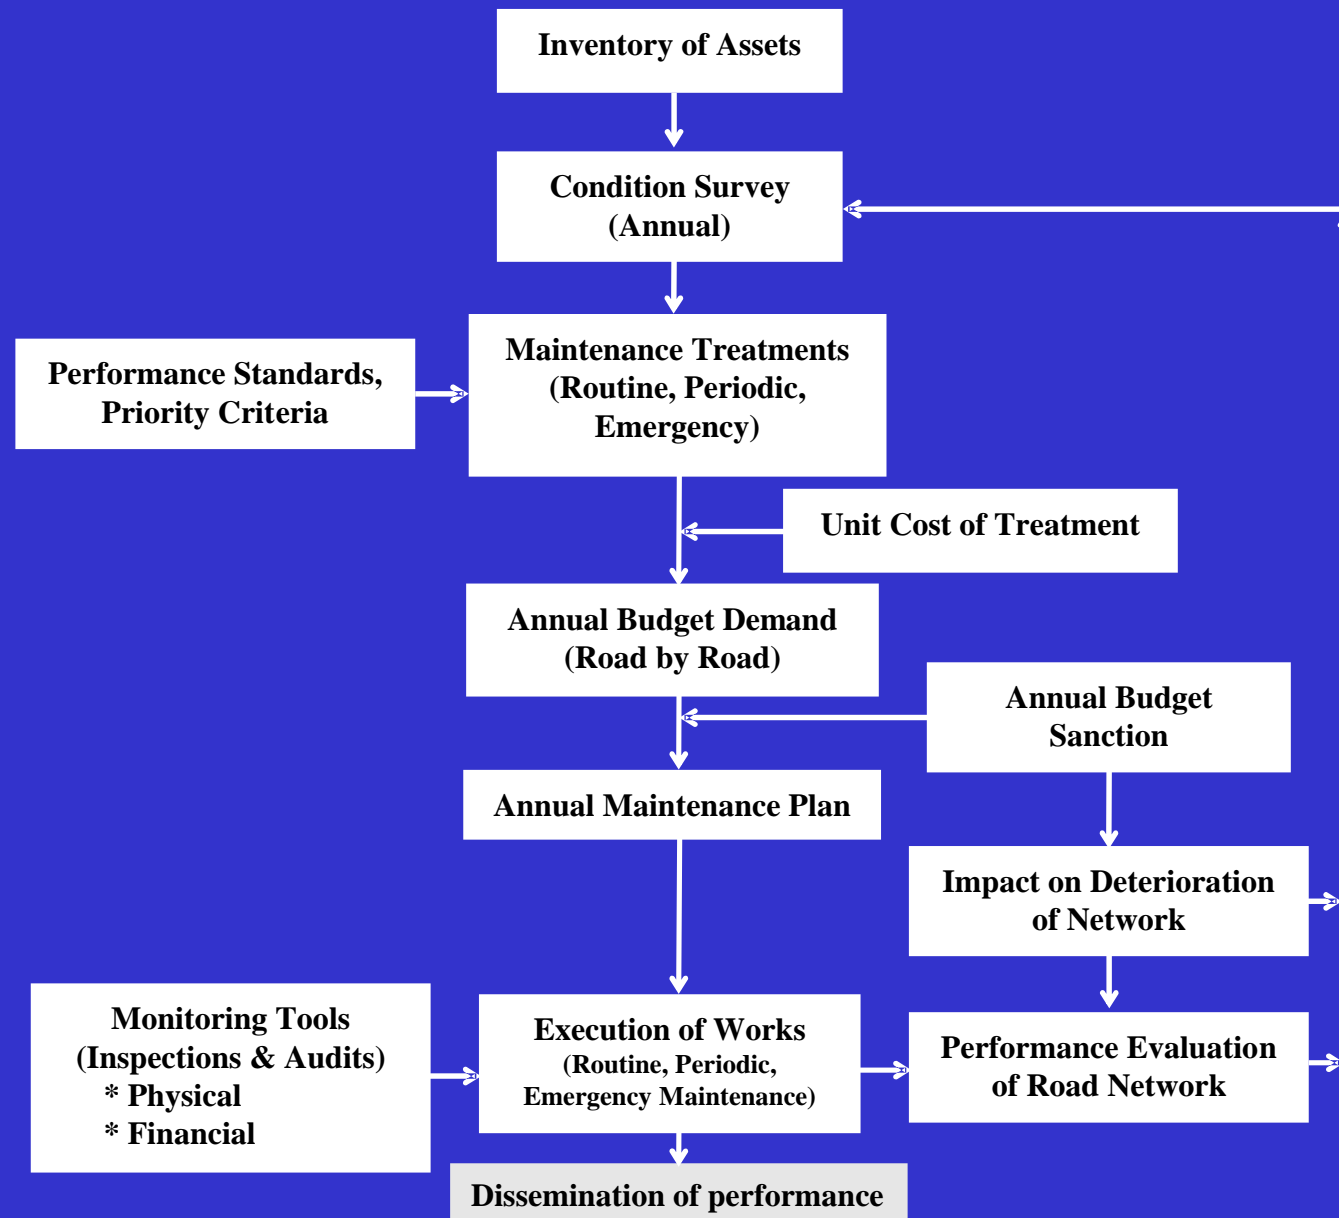 Inventory of Assets
Condition Survey
(Annual)
Maintenance Treatments
(Routine, Periodic,
Emergency)
Performance Standards,
Priority Criteria
Unit Cost of Treatment
Annual Budget Demand
(Road by Road)
Annual Budget
Sanction
Annual Maintenance Plan
Impact on Deterioration
of Network
Monitoring Tools
(Inspections & Audits)
* Physical
* Financial
Execution of Works
(Routine, Periodic,
Emergency Maintenance)
Performance Evaluation
of Road Network
Dissemination of performance